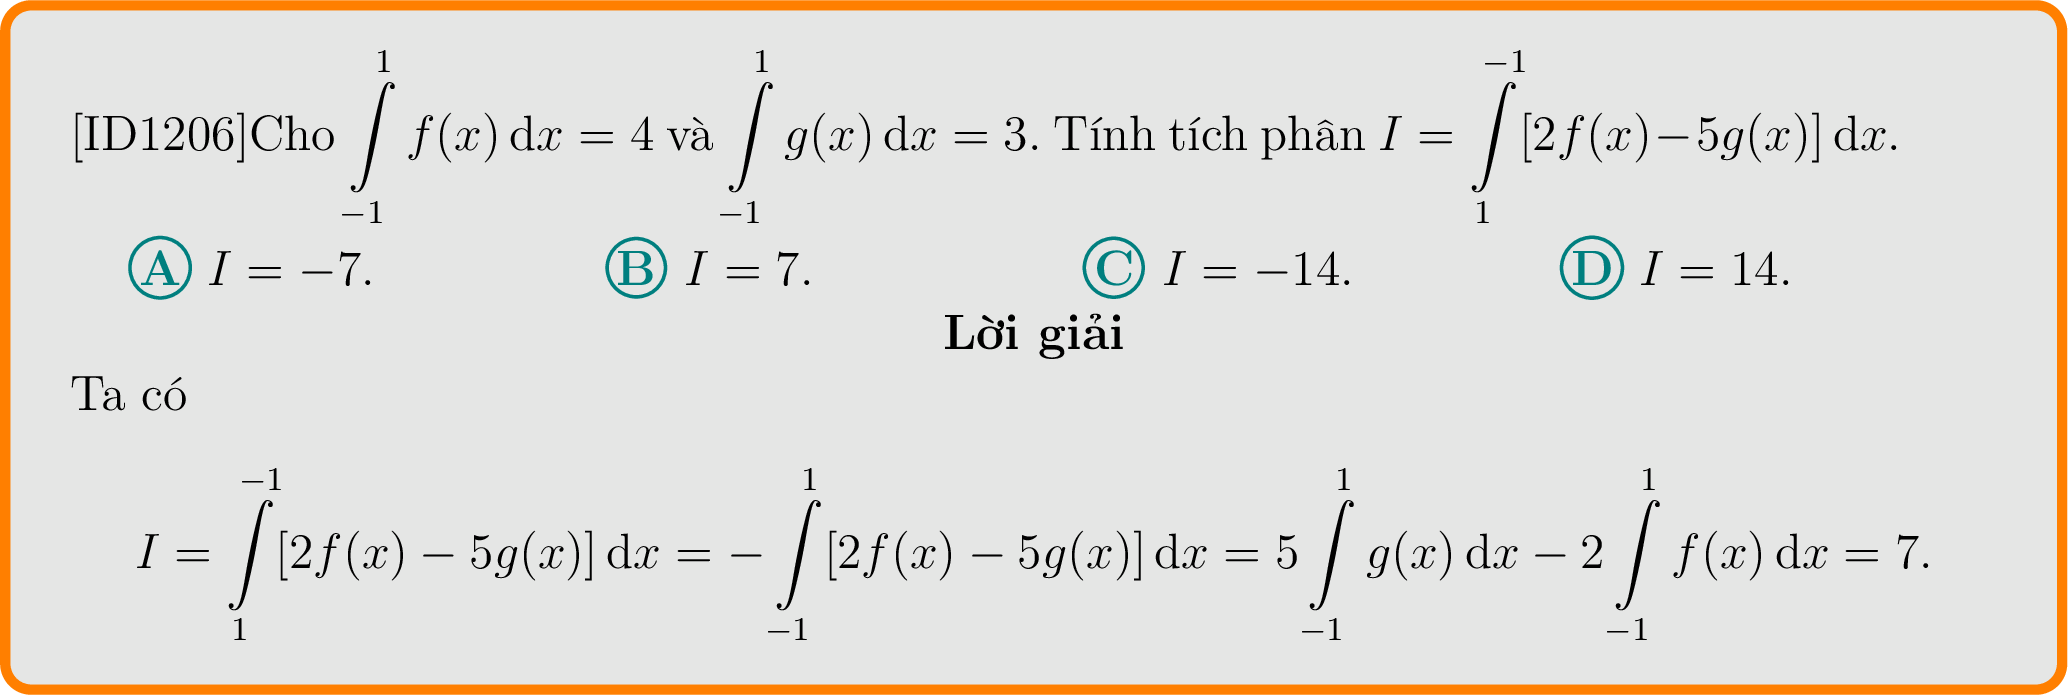 [ID1206]Cho $\int\limits_{-1}^{1} f(x)\,\mathrm{d}x = 4$ và $\int\limits_{-1}^{1} g(x)\,\mathrm{d}x = 3$. Tính tích phân $I = \int\limits_{1}^{-1} [2f(x) - 5g(x)]\,\mathrm{d}x$.
A $I = -7$. B $I = 7$. C $I = -14$. D $I = 14$.
Lời giải
Ta có
$I = \int\limits_{1}^{-1} [2f(x) - 5g(x)]\,\mathrm{d}x = -\int\limits_{-1}^{1} [2f(x) - 5g(x)]\,\mathrm{d}x = 5\int\limits_{-1}^{1} g(x)\,\mathrm{d}x - 2\int\limits_{-1}^{1} f(x)\,\mathrm{d}x = 7.$